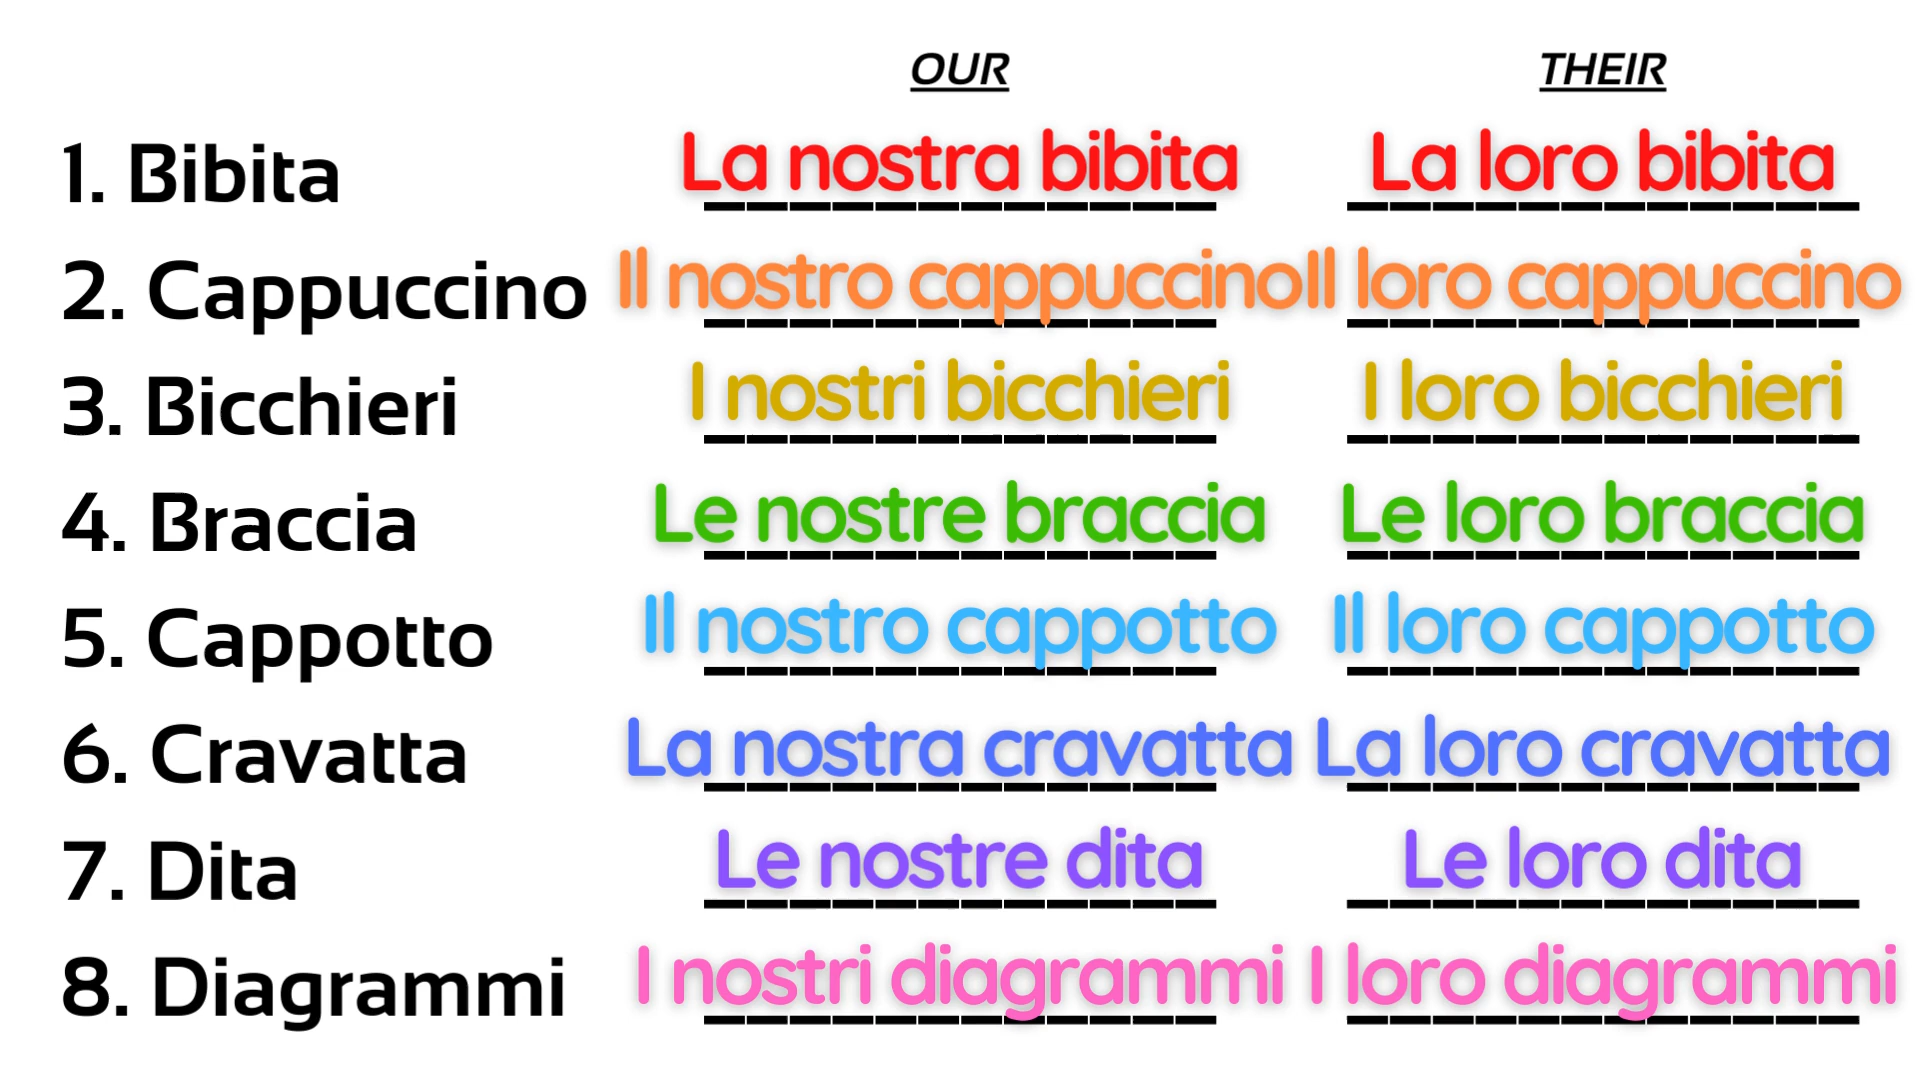 OUR THEIR
1. Bibita La nostra bibita La loro bibita
2. Cappuccino Il nostro cappuccino Il loro cappuccino
3. Bicchieri I nostri bicchieri I loro bicchieri
4. Braccia Le nostre braccia Le loro braccia
5. Cappotto Il nostro cappotto Il loro cappotto
6. Cravatta La nostra cravatta La loro cravatta
7. Dita Le nostre dita Le loro dita
8. Diagrammi I nostri diagrammi I loro diagrammi